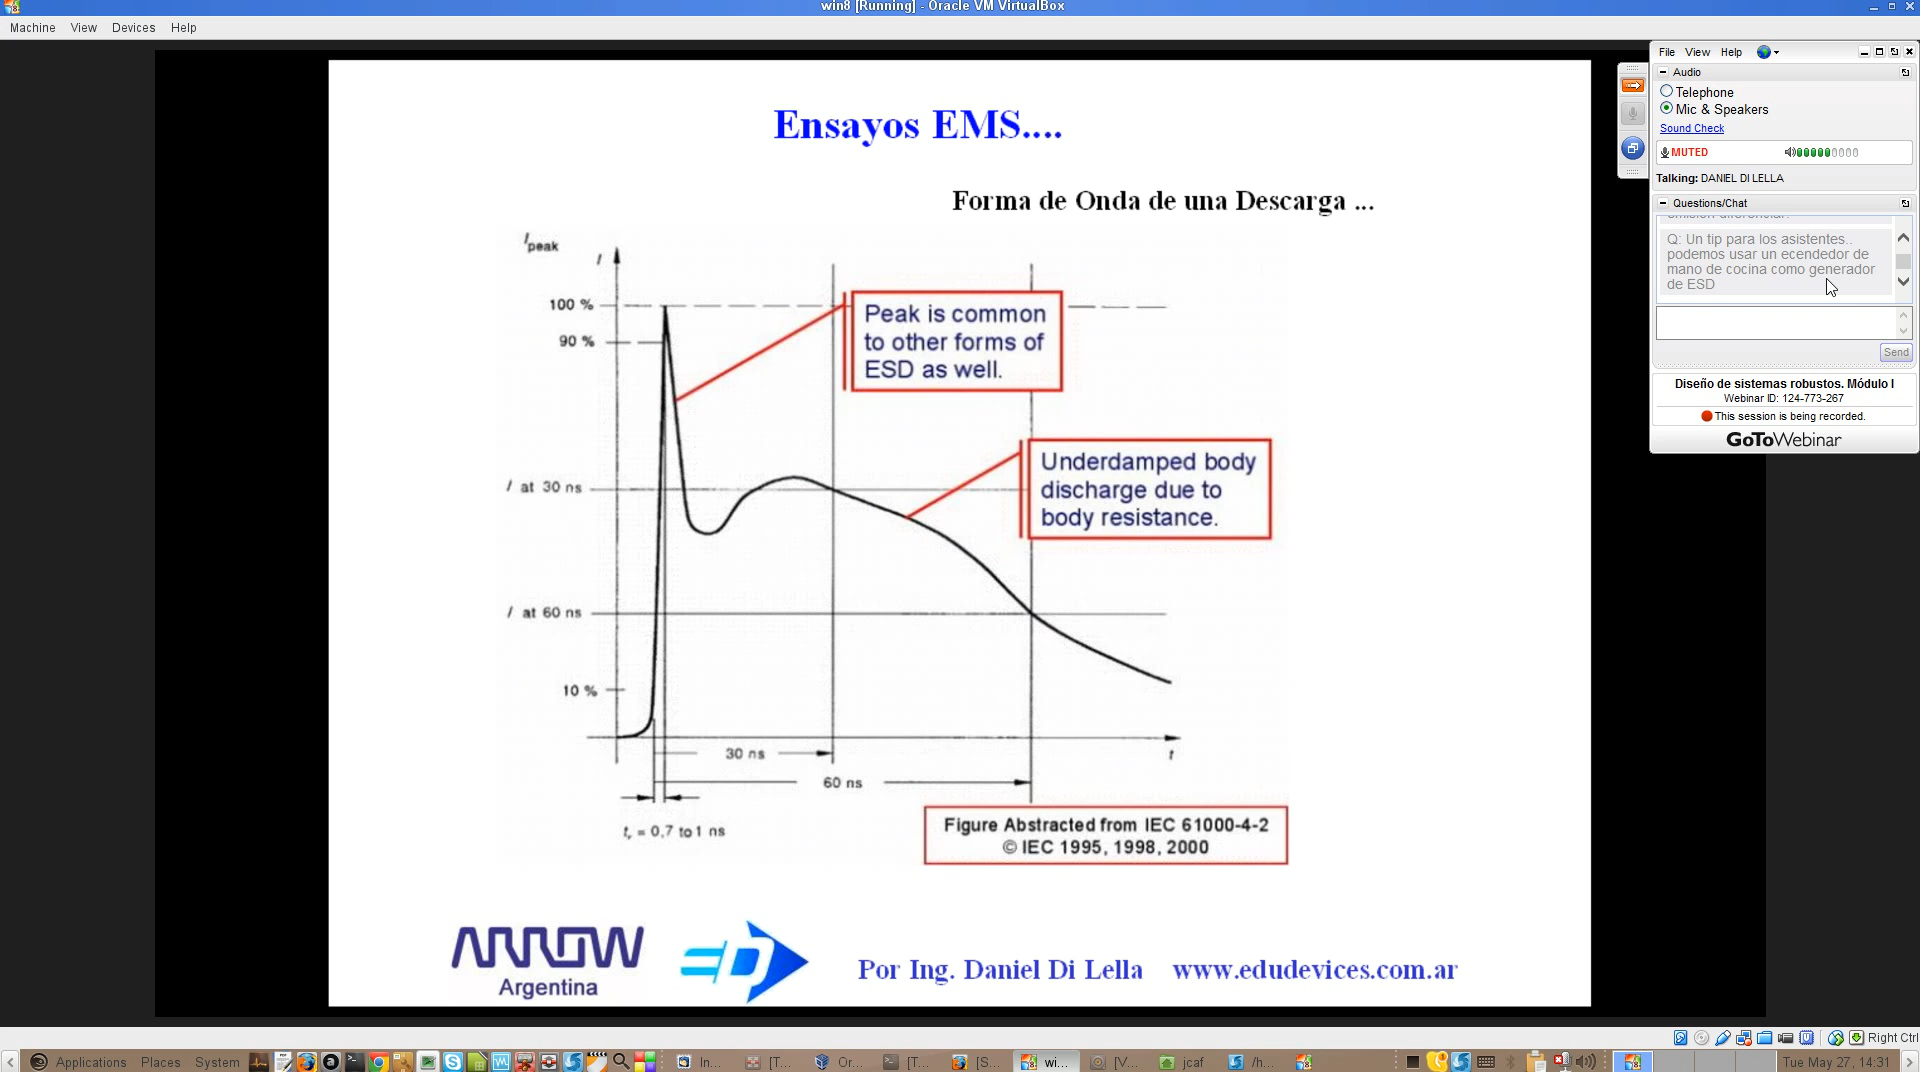 win8 [Running] - Oracle VM VirtualBox
Machine View Devices Help
Ensayos EMS....
Forma de Onda de una Descarga ...
Ipeak
I
100 %
90 %
Peak is common
to other forms of
ESD as well.
I at 30 ns
Underdamped body
discharge due to
body resistance.
I at 60 ns
10 %
30 ns
t
60 ns
tr = 0,7 to 1 ns
Figure Abstracted from IEC 61000-4-2
© IEC 1995, 1998, 2000
ARROW
Argentina
Por Ing. Daniel Di Lella www.edudevices.com.ar
File View Help
Audio
Telephone
Mic & Speakers
Sound Check
MUTED
Talking: DANIEL DI LELLA
Questions/Chat
Q: Un tip para los asistentes..
podemos usar un ecendedor de
mano de cocina como generador
de ESD
Send
Diseño de sistemas robustos. Módulo I
Webinar ID: 124-773-267
This session is being recorded.
GoToWebinar
Right Ctrl
Applications Places System In... [T... Or... [T... [S... wi... [V... jcaf /h... Tue May 27, 14:31